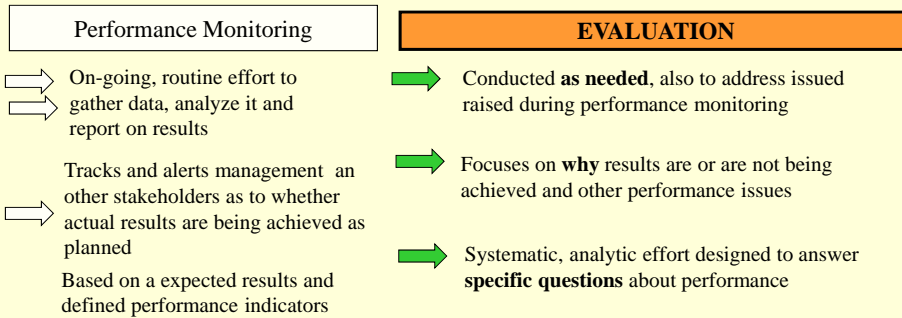 Performance Monitoring
On-going, routine effort to
gather data, analyze it and
report on results
Tracks and alerts management an
other stakeholders as to whether
actual results are being achieved as
planned
Based on a expected results and
defined performance indicators
EVALUATION
Conducted as needed, also to address issued
raised during performance monitoring
Focuses on why results are or are not being
achieved and other performance issues
Systematic, analytic effort designed to answer
specific questions about performance